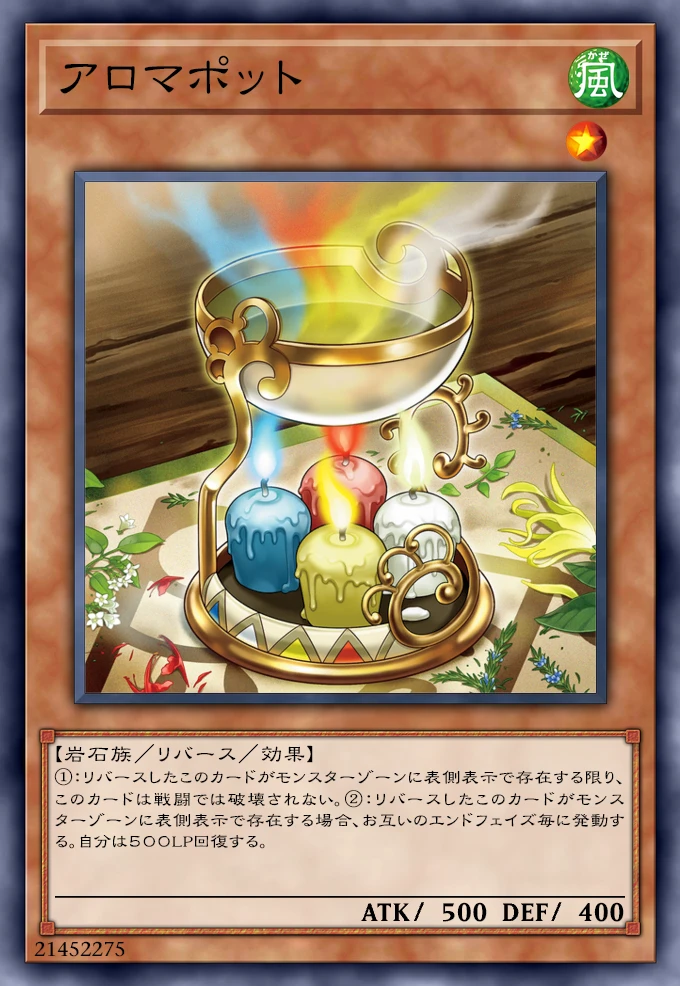 アロマポット
かぜ
風
【岩石族／リバース／効果】
①：リバースしたこのカードがモンスターゾーンに表側表示で存在する限り、
このカードは戦闘では破壊されない。②：リバースしたこのカードがモンス
ターゾーンに表側表示で存在する場合、お互いのエンドフェイズ毎に発動す
る。自分は５００ＬＰ回復する。
ATK/ 500 DEF/ 400
21452275